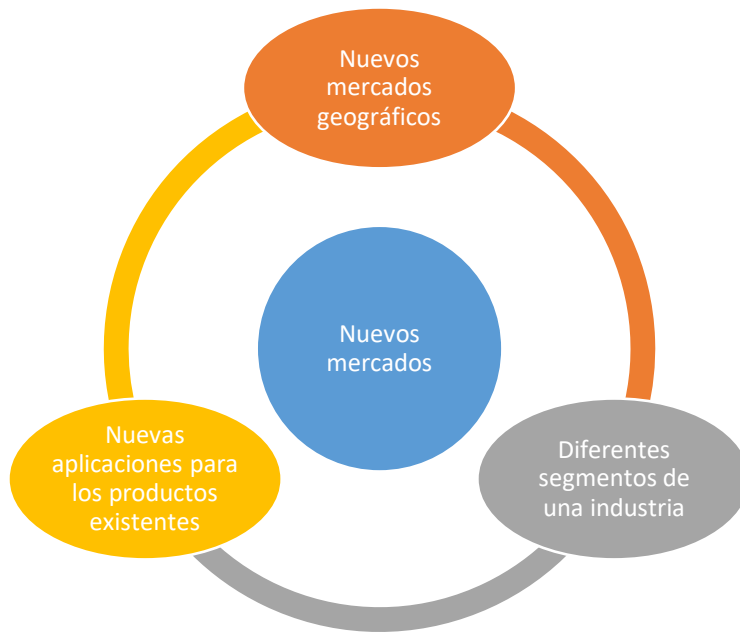 Nuevos
mercados
geográficos
Nuevos
mercados
Nuevas
aplicaciones para
los productos
existentes
Diferentes
segmentos de
una industria